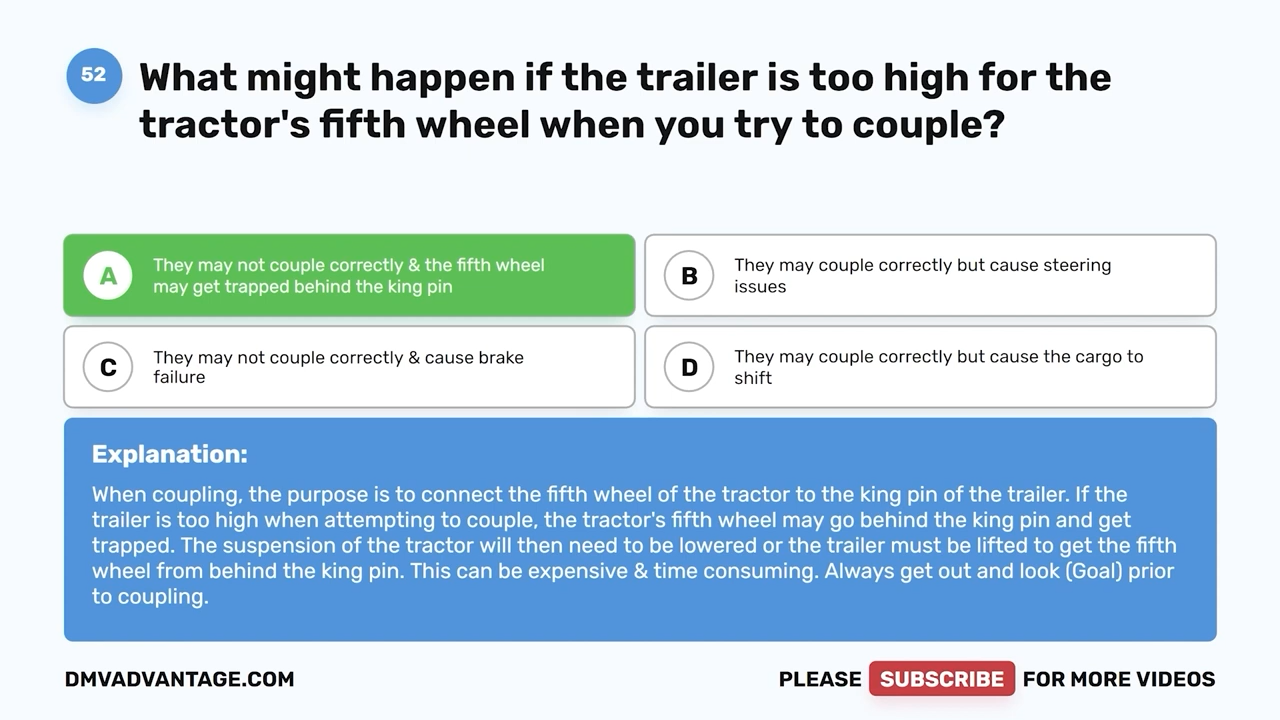 52
What might happen if the trailer is too high for the
tractor's fifth wheel when you try to couple?
A
They may not couple correctly & the fifth wheel
may get trapped behind the king pin
B
They may couple correctly but cause steering
issues
C
They may not couple correctly & cause brake
failure
D
They may couple correctly but cause the cargo to
shift
Explanation:
When coupling, the purpose is to connect the fifth wheel of the tractor to the king pin of the trailer. If the
trailer is too high when attempting to couple, the tractor's fifth wheel may go behind the king pin and get
trapped. The suspension of the tractor will then need to be lowered or the trailer must be lifted to get the fifth
wheel from behind the king pin. This can be expensive & time consuming. Always get out and look (Goal) prior
to coupling.
DMVADVANTAGE.COM
PLEASE SUBSCRIBE FOR MORE VIDEOS